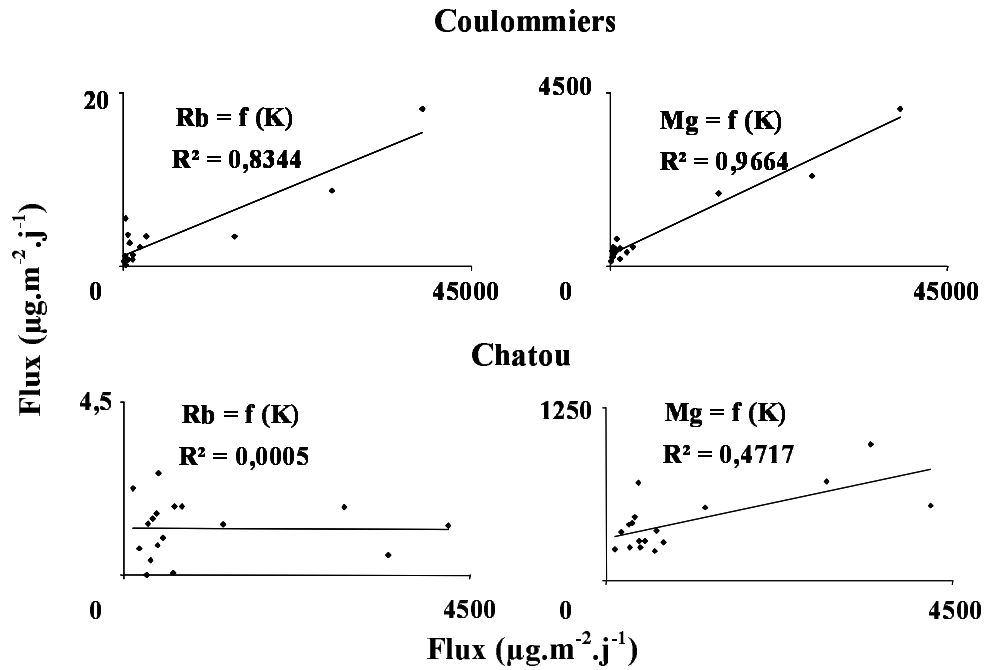 Coulommiers
20
Rb = f (K)
R² = 0,8344
0
45000
4500
Mg = f (K)
R² = 0,9664
0
45000
Flux (µg.m⁻².j⁻¹)
Chatou
4,5
Rb = f (K)
R² = 0,0005
0
4500
1250
Mg = f (K)
R² = 0,4717
0
4500
Flux (µg.m⁻².j⁻¹)